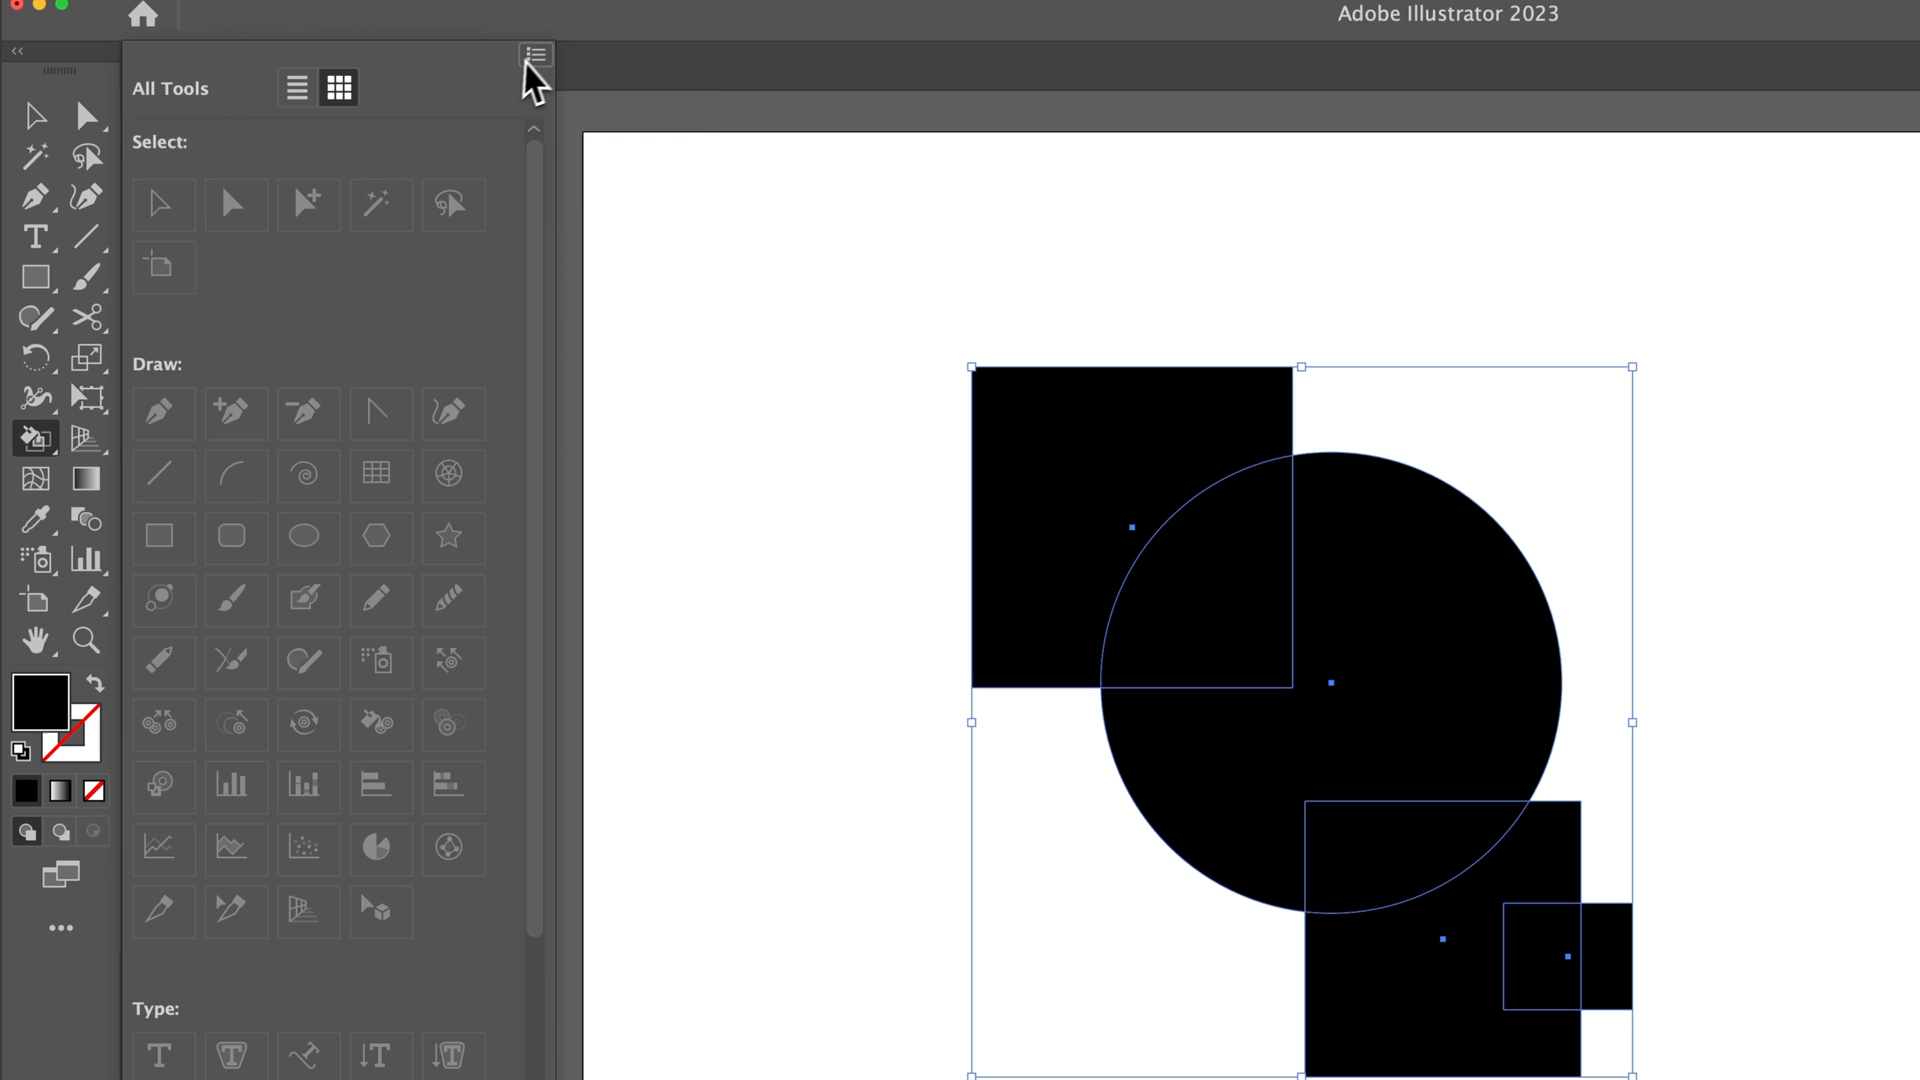 Adobe Illustrator 2023
All Tools
Select:
Draw:
Type: